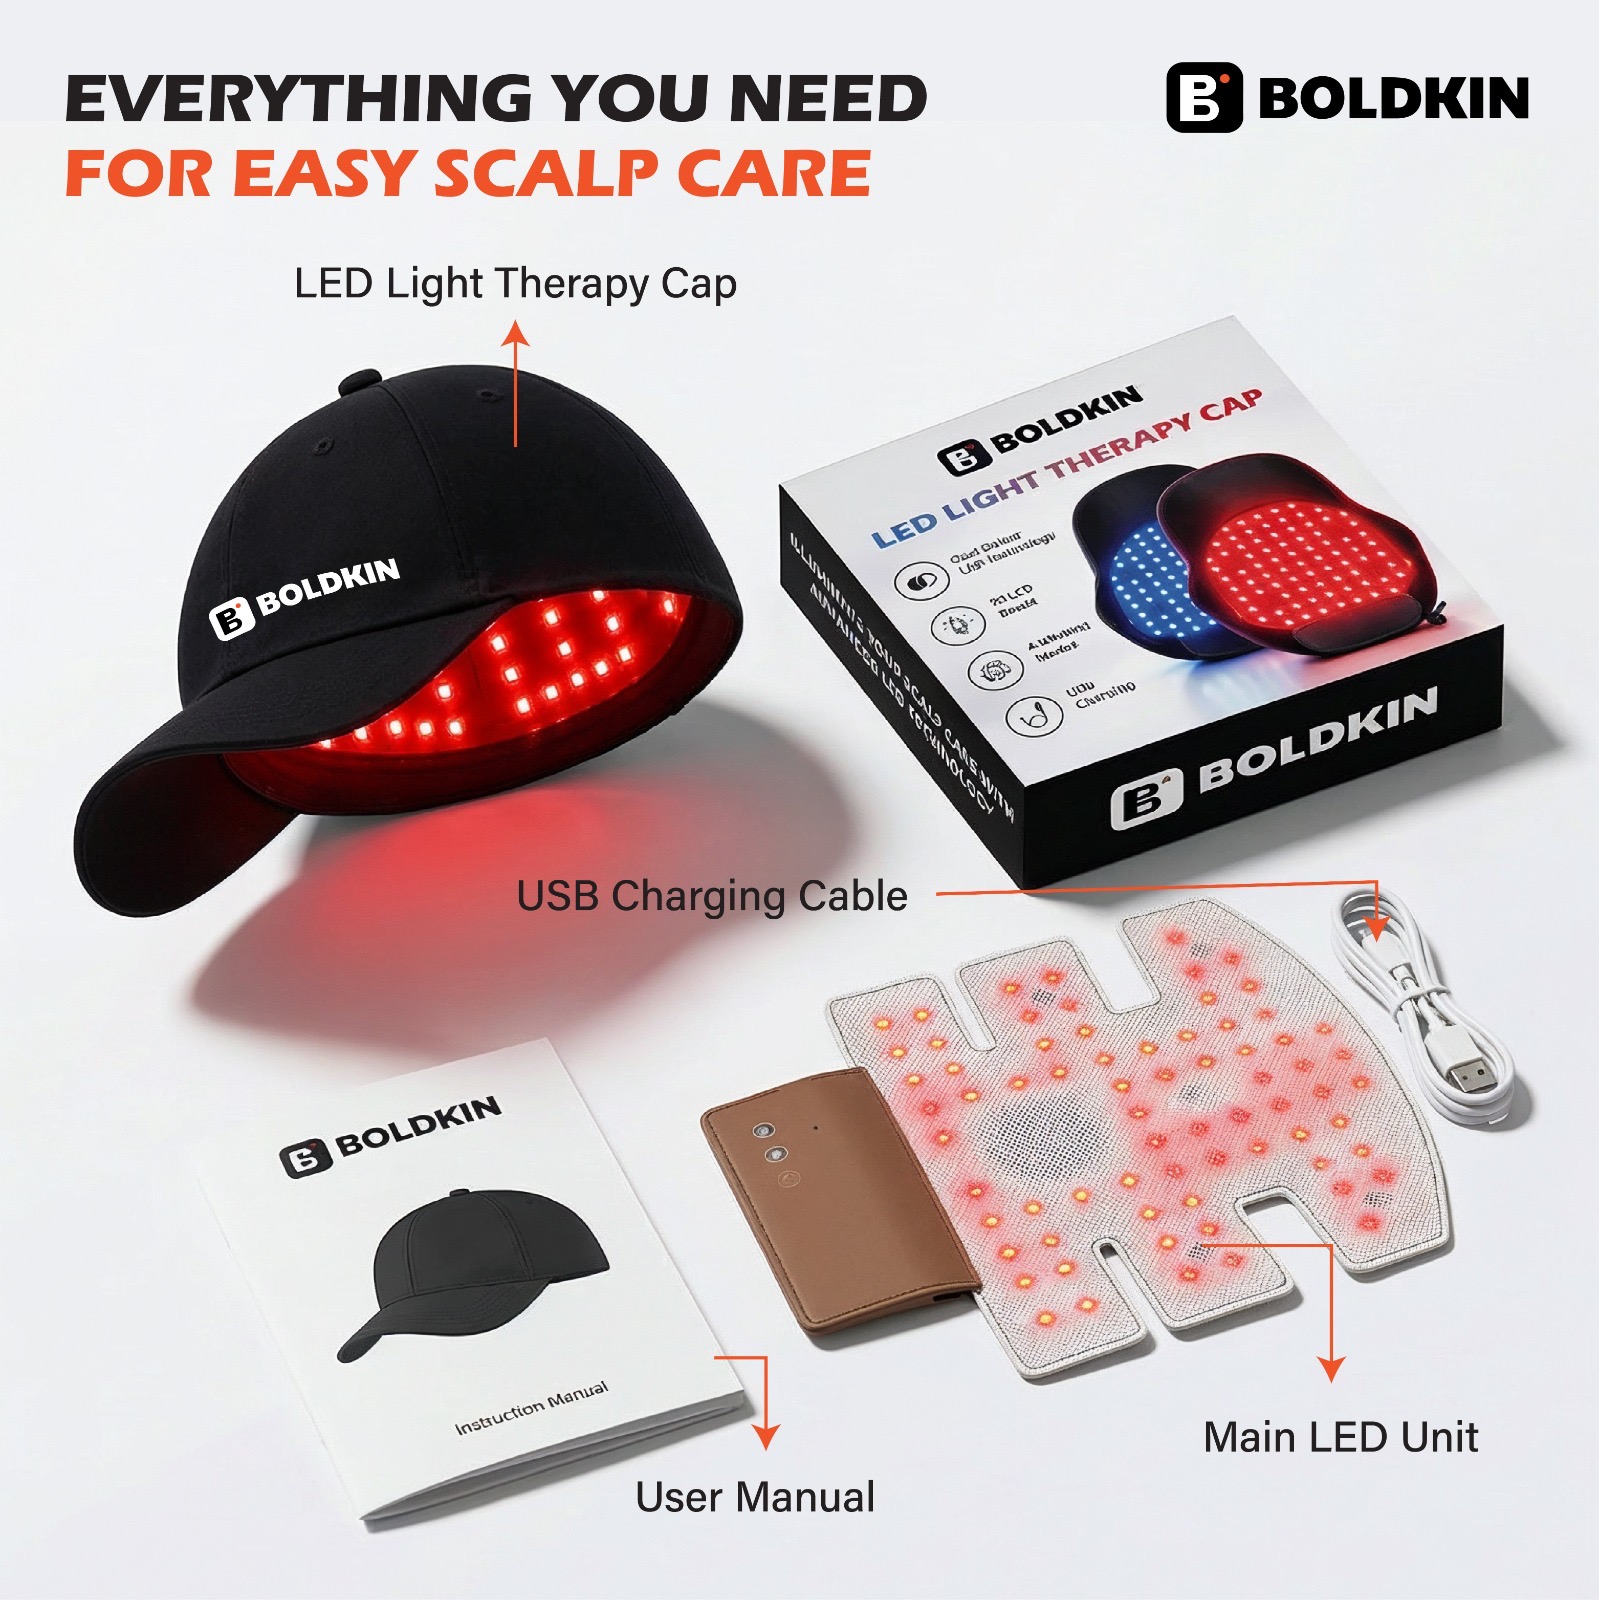 EVERYTHING YOU NEED
FOR EASY SCALP CARE
BOLDKIN
LED Light Therapy Cap
BOLDKIN
BOLDKIN
LED LIGHT THERAPY CAP
BOLDKIN
USB Charging Cable
BOLDKIN
Instruction Manual
User Manual
Main LED Unit